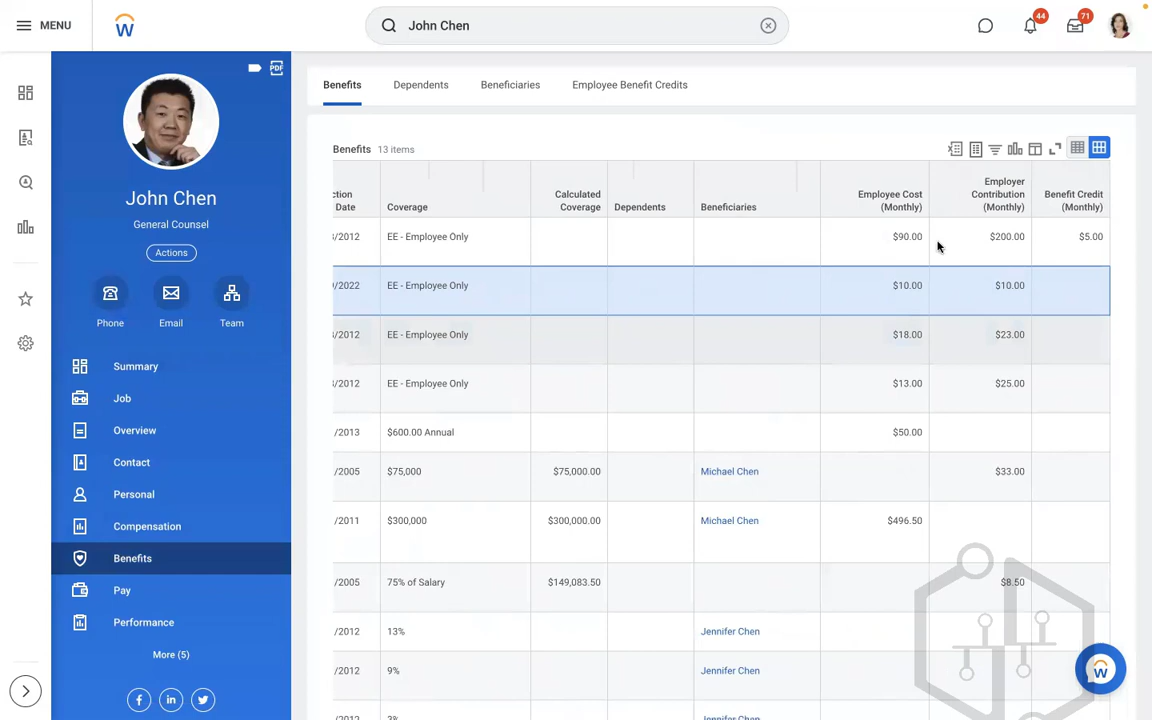 MENU
John Chen
44
71
PDF
John Chen
General Counsel
Actions
Phone
Email
Team
Summary
Job
Overview
Contact
Personal
Compensation
Benefits
Pay
Performance
More (5)
Benefits
Dependents
Beneficiaries
Employee Benefit Credits
Benefits 13 items
Date
Coverage
Calculated
Coverage
Dependents
Beneficiaries
Employee Cost
(Monthly)
Employer
Contribution
(Monthly)
Benefit Credit
(Monthly)
/2012 EE - Employee Only $90.00 $200.00 $5.00
/2022 EE - Employee Only $10.00 $10.00
/2012 EE - Employee Only $18.00 $23.00
/2012 EE - Employee Only $13.00 $25.00
/2013 $600.00 Annual $50.00
/2005 $75,000 $75,000.00 Michael Chen $33.00
/2011 $300,000 $300,000.00 Michael Chen $496.50
/2005 75% of Salary $149,083.50 $8.50
/2012 13% Jennifer Chen
/2012 9% Jennifer Chen